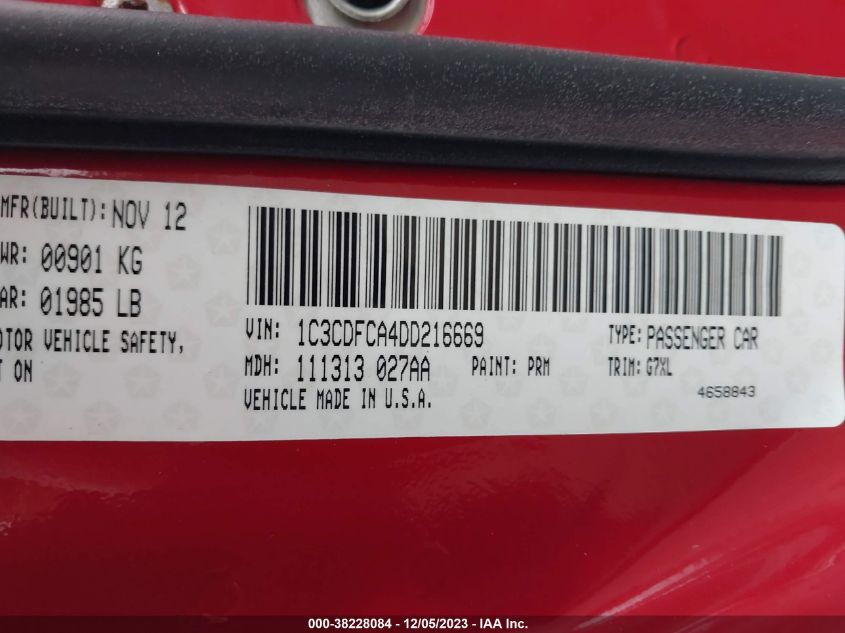 MFR(BUILT): NOV 12
WR: 00901 KG
AR: 01985 LB
OTOR VEHICLE SAFETY,
T ON
VIN: 1C3CDFCA4DD216669
TYPE: PASSENGER CAR
MDH: 111313 027AA
PAINT: PRM
TRIM: G7XL
VEHICLE MADE IN U.S.A.
4658843
000-38228084 - 12/05/2023 - IAA Inc.